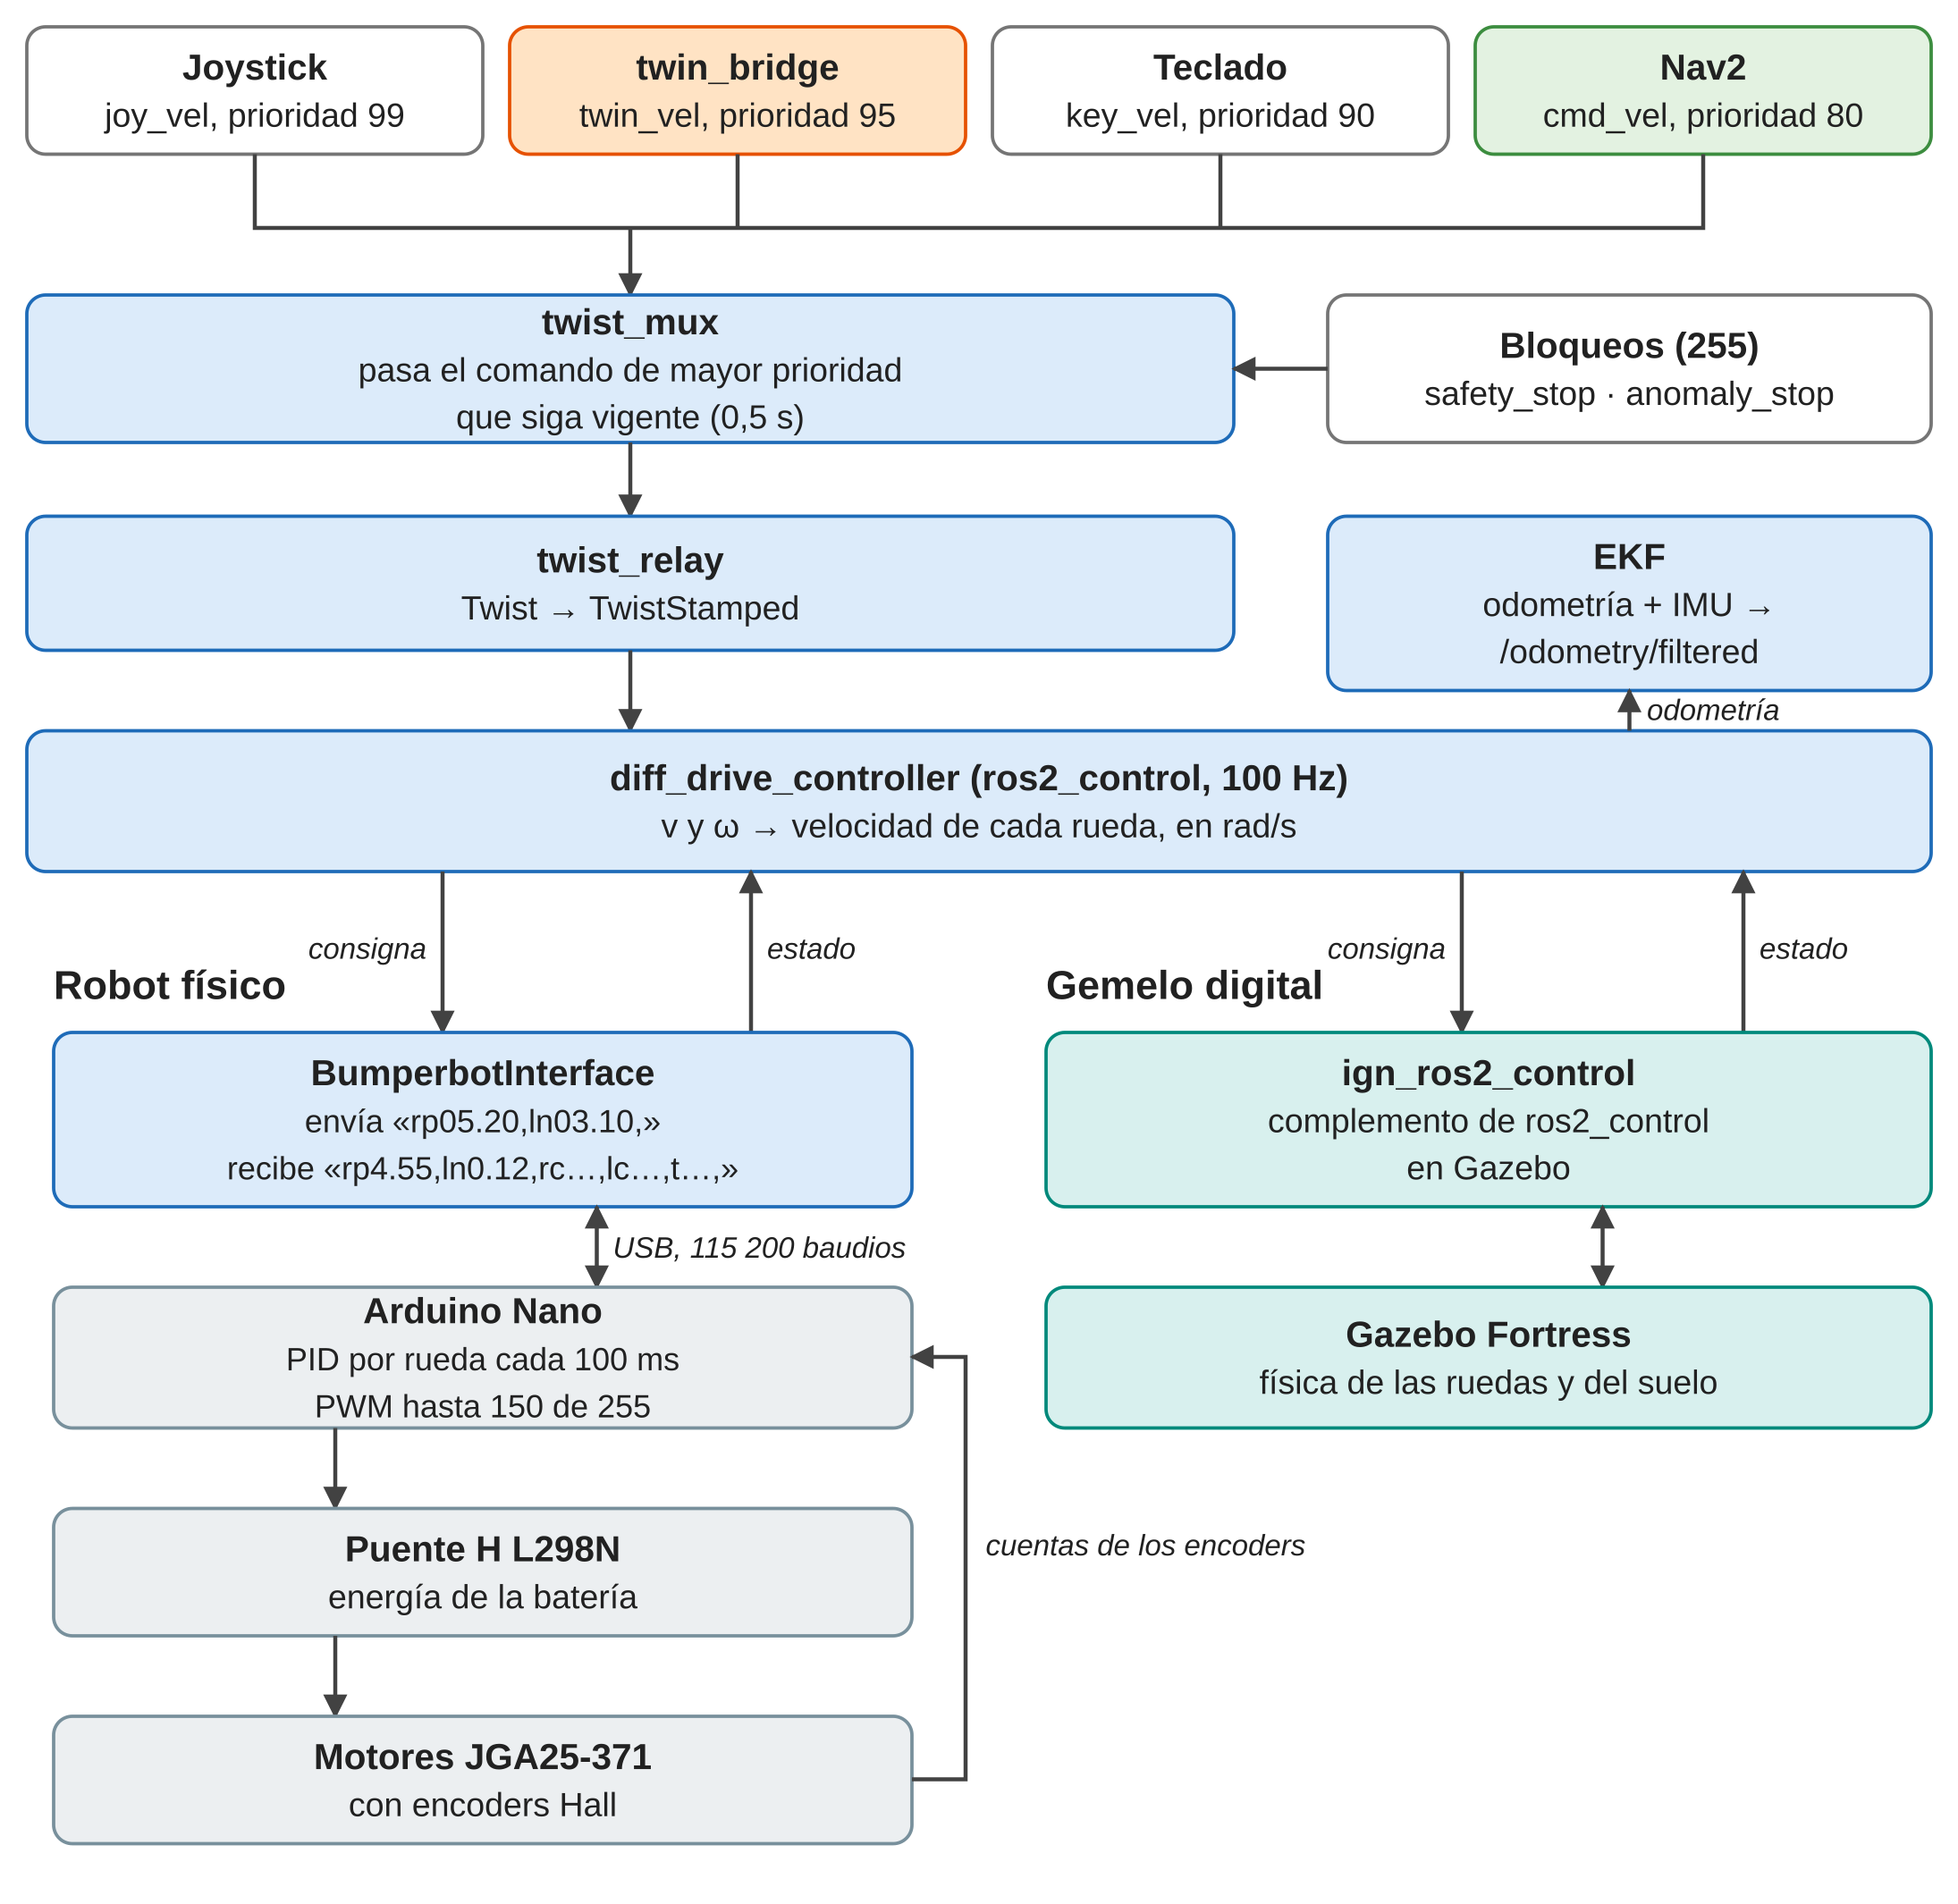 Joystick
joy_vel, prioridad 99
twin_bridge
twin_vel, prioridad 95
Teclado
key_vel, prioridad 90
Nav2
cmd_vel, prioridad 80
twist_mux
pasa el comando de mayor prioridad
que siga vigente (0,5 s)
Bloqueos (255)
safety_stop · anomaly_stop
twist_relay
Twist → TwistStamped
EKF
odometría + IMU →
/odometry/filtered
odometría
diff_drive_controller (ros2_control, 100 Hz)
v y ω → velocidad de cada rueda, en rad/s
consigna
estado
consigna
estado
Robot físico
Gemelo digital
BumperbotInterface
envía «rp05.20,ln03.10,»
recibe «rp4.55,ln0.12,rc…,lc…,t…,»
ign_ros2_control
complemento de ros2_control
en Gazebo
USB, 115 200 baudios
Arduino Nano
PID por rueda cada 100 ms
PWM hasta 150 de 255
Gazebo Fortress
física de las ruedas y del suelo
Puente H L298N
energía de la batería
cuentas de los encoders
Motores JGA25-371
con encoders Hall